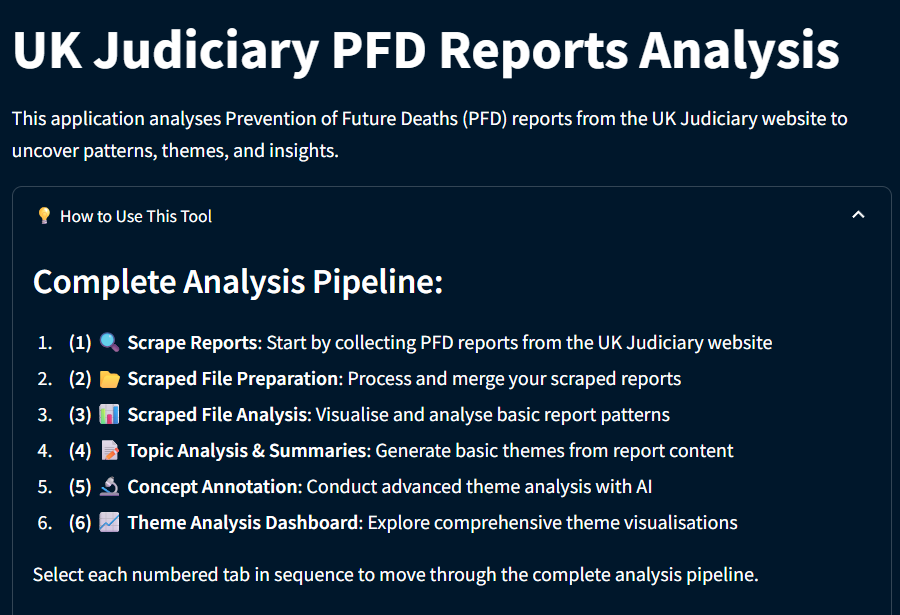 UK Judiciary PFD Reports Analysis
This application analyses Prevention of Future Deaths (PFD) reports from the UK Judiciary website to
uncover patterns, themes, and insights.
💡 How to Use This Tool
Complete Analysis Pipeline:
1. (1) 🔍 Scrape Reports: Start by collecting PFD reports from the UK Judiciary website
2. (2) 📁 Scraped File Preparation: Process and merge your scraped reports
3. (3) 📊 Scraped File Analysis: Visualise and analyse basic report patterns
4. (4) 📝 Topic Analysis & Summaries: Generate basic themes from report content
5. (5) 🔬 Concept Annotation: Conduct advanced theme analysis with AI
6. (6) 📈 Theme Analysis Dashboard: Explore comprehensive theme visualisations
Select each numbered tab in sequence to move through the complete analysis pipeline.